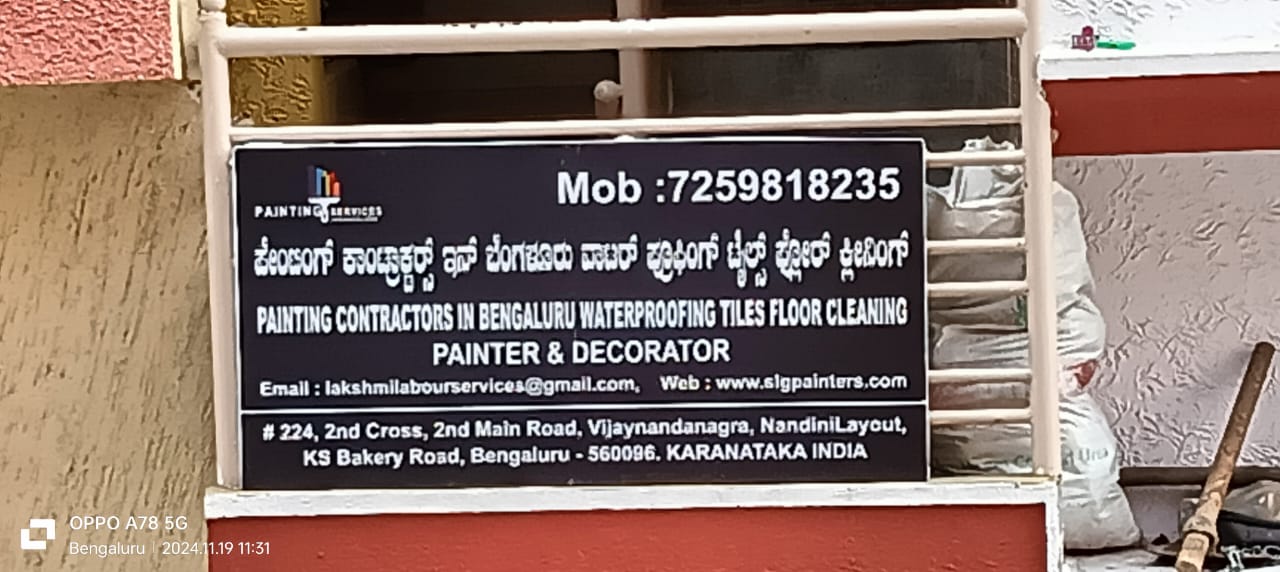 Mob :7259818235
PAINTING SERVICES
ಪೇಂಟಿಂಗ್ ಕಾಂಟ್ರಾಕ್ಟರ್ಸ್ ಇನ್ ಬೆಂಗಳೂರು ವಾಟರ್ ಪ್ರೂಫಿಂಗ್ ಟೈಲ್ಸ್ ಫ್ಲೋರ್ ಕ್ಲೀನಿಂಗ್
PAINTING CONTRACTORS IN BENGALURU WATERPROOFING TILES FLOOR CLEANING
PAINTER & DECORATOR
Email : lakshmilabourservices@gmail.com, Web : www.slgpainters.com
# 224, 2nd Cross, 2nd Main Road, Vijaynandanagra, NandiniLayout,
KS Bakery Road, Bengaluru - 560096. KARANATAKA INDIA
OPPO A78 5G
Bengaluru | 2024.11.19 11:31